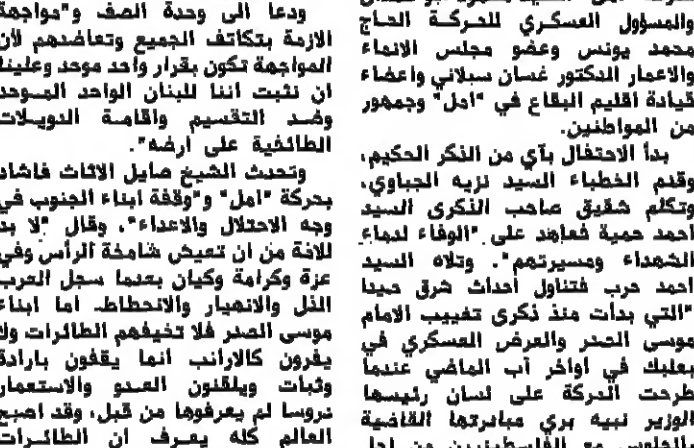 والمسؤول العسكري للحركة الحاج
محمد يونس وعضو مجلس الانماء
والاعمار الدكتور غسان سبلاني واعضاء
قيادة اقليم البقاع في "امل" وجمهور
من المواطنين.
بدأ الاحتفال بآي من الذكر الحكيم،
وقدم الخطباء السيد نزيه الجباوي،
وتكلم شقيق صاحب الذكرى السيد
احمد حمية فعاهد على "الوفاء لدماء
الشهداء ومسيرتهم". وتلاه السيد
احمد حرب فتناول أحداث شرق صيدا
"التي بدأت منذ ذكرى تغييب الامام
موسى الصدر والعرض العسكري في
بعلبك في أواخر آب الماضي عندما
طرحت الحركة على لسان رئيسها
الوزير نبيه بري مبادرتها القاضية
ودعا الى وحدة الصف و"مواجهة
الازمة بتكاتف الجميع وتعاضدهم لأن
المواجهة تكون بقرار واحد موحد وعلينا
ان نثبت اننا للبنان الواحد الموحد
وضد التقسيم واقامة الدويلات
الطائفية على ارضه".
وتحدث الشيخ صايل الاثاث فاشاد
بحركة "امل" و"وقفة ابناء الجنوب في
وجه الاحتلال والاعداء". وقال "لا بد
للامة من ان تعيش شامخة الرأس وفي
عزة وكرامة وكيان بعدما سجل العرب
الذل والانهيار والانحطاط. اما ابناء
موسى الصدر فلا تخيفهم الطائرات ولا
يفرون كالارانب انما يقفون بارادة
وثبات ويلقنون العدو والاستعمار
دروسا لم يعرفوها من قبل، وقد اصبح
العالم كله يعرف ان الطائرات